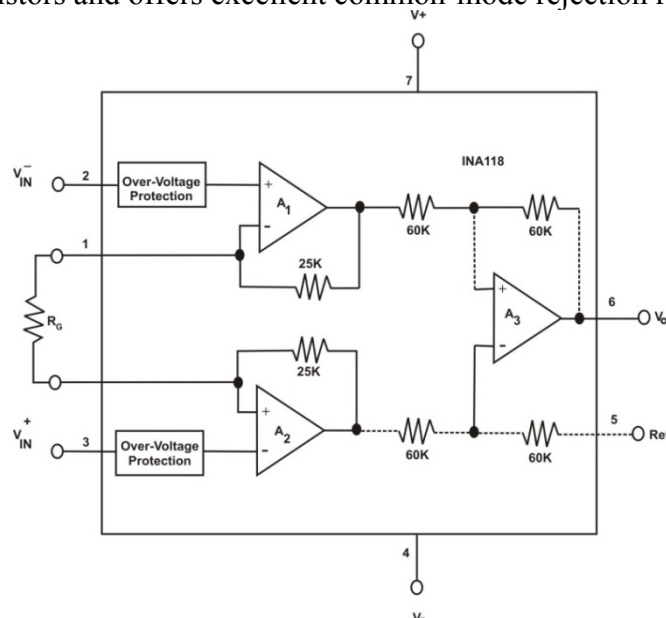 and offers excellent common-mode rejection
V+
7
V⁻IN
2
Over-Voltage
Protection
+
A1
-
INA118
60K
60K
1
25K
RG
+
A3
-
6
Vo
25K
V⁺IN
3
Over-Voltage
Protection
+
A2
-
60K
60K
5
Ref
4